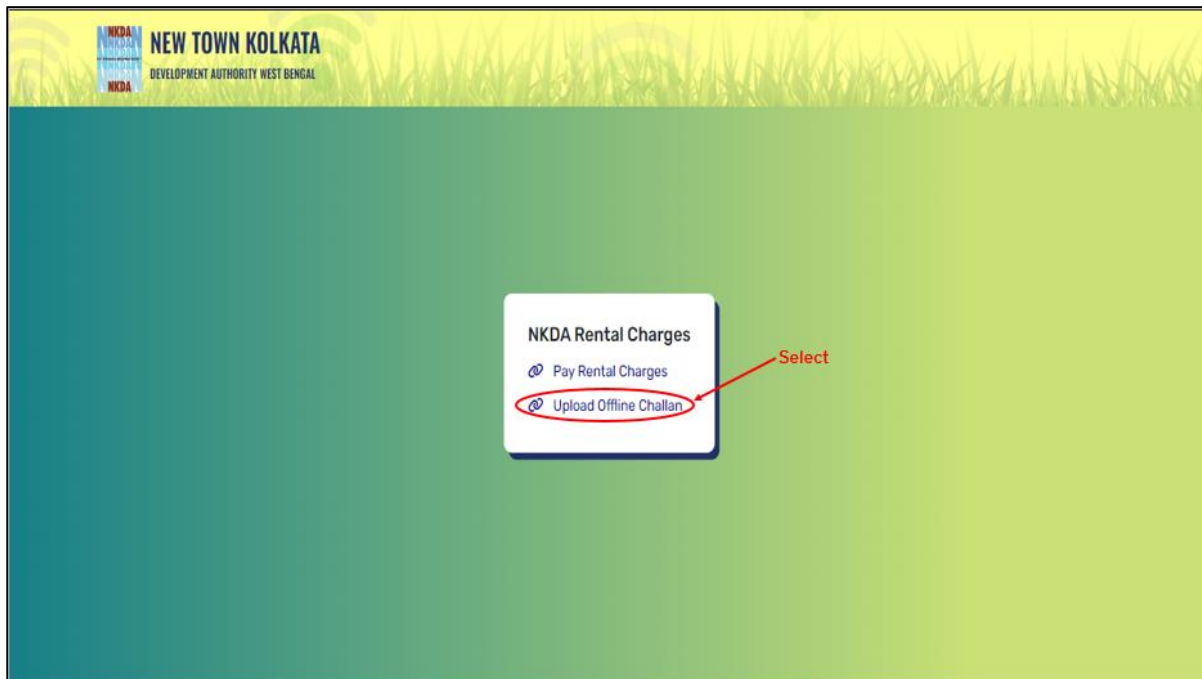 NKDA
NEW TOWN KOLKATA
DEVELOPMENT AUTHORITY WEST BENGAL
NKDA
NKDA Rental Charges
Pay Rental Charges
Select
Upload Offline Challan